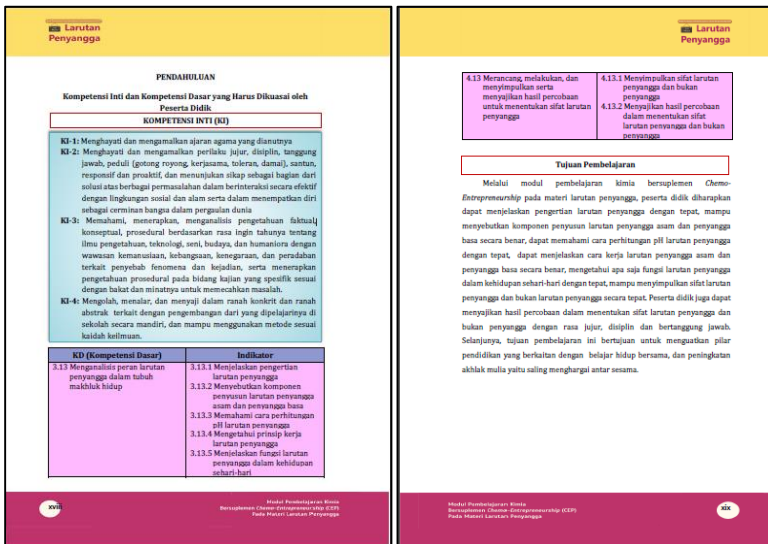 Larutan
Penyangga
PENDAHULUAN
Kompetensi Inti dan Kompetensi Dasar yang Harus Dikuasai oleh
Peserta Didik
KOMPETENSI INTI (KI)
KI-1: Menghayati dan mengamalkan ajaran agama yang dianutnya
KI-2: Menghayati dan mengamalkan perilaku jujur, disiplin, tanggung
jawab, peduli (gotong royong, kerjasama, toleran, damai), santun,
responsif dan proaktif, dan menunjukan sikap sebagai bagian dari
solusi atas berbagai permasalahan dalam berinteraksi secara efektif
dengan lingkungan sosial dan alam serta dalam menempatkan diri
sebagai cerminan bangsa dalam pergaulan dunia
KI-3: Memahami, menerapkan, menganalisis pengetahuan faktual,
konseptual, prosedural berdasarkan rasa ingin tahunya tentang
ilmu pengetahuan, teknologi, seni, budaya, dan humaniora dengan
wawasan kemanusiaan, kebangsaan, kenegaraan, dan peradaban
terkait penyebab fenomena dan kejadian, serta menerapkan
pengetahuan prosedural pada bidang kajian yang spesifik sesuai
dengan bakat dan minatnya untuk memecahkan masalah.
KI-4: Mengolah, menalar, dan menyaji dalam ranah konkrit dan ranah
abstrak terkait dengan pengembangan dari yang dipelajarinya di
sekolah secara mandiri, dan mampu menggunakan metode sesuai
kaidah keilmuan.
KD (Kompetensi Dasar) Indikator
3.13 Menganalisis peran larutan
penyangga dalam tubuh
makhluk hidup
3.13.1 Menjelaskan pengertian
larutan penyangga
3.13.2 Menyebutkan komponen
penyusun larutan penyangga
asam dan penyangga basa
3.13.3 Memahami cara perhitungan
pH larutan penyangga
3.13.4 Mengetahui prinsip kerja
larutan penyangga
3.13.5 Menjelaskan fungsi larutan
penyangga dalam kehidupan
sehari-hari
xviii
Modul Pembelajaran Kimia
Bersuplemen Chemo-Entrepreneurship (CEP)
Pada Materi Larutan Penyangga
Larutan
Penyangga
4.13 Merancang, melakukan, dan
menyimpulkan serta
menyajikan hasil percobaan
untuk menentukan sifat larutan
penyangga
4.13.1 Menyimpulkan sifat larutan
penyangga dan bukan
penyangga
4.13.2 Menyajikan hasil percobaan
dalam menentukan sifat
larutan penyangga dan bukan
penyangga
Tujuan Pembelajaran
Melalui modul pembelajaran kimia bersuplemen Chemo-
Entrepreneurship pada materi larutan penyangga, peserta didik diharapkan
dapat menjelaskan pengertian larutan penyangga dengan tepat, mampu
menyebutkan komponen penyusun larutan penyangga asam dan penyangga
basa secara benar, dapat memahami cara perhitungan pH larutan penyangga
dengan tepat, dapat menjelaskan cara kerja larutan penyangga asam dan
penyangga basa secara benar, mengetahui apa saja fungsi larutan penyangga
dalam kehidupan sehari-hari dengan tepat, mampu menyimpulkan sifat larutan
penyangga dan bukan larutan penyangga secara tepat. Peserta didik juga dapat
menyajikan hasil percobaan dalam menentukan sifat larutan penyangga dan
bukan penyangga dengan rasa jujur, disiplin dan bertanggung jawab.
Selanjunya, tujuan pembelajaran ini bertujuan untuk menguatkan pilar
pendidikan yang berkaitan dengan belajar hidup bersama, dan peningkatan
akhlak mulia yaitu saling menghargai antar sesama.
Modul Pembelajaran Kimia
Bersuplemen Chemo-Entrepreneurship (CEP)
Pada Materi Larutan Penyangga
xix